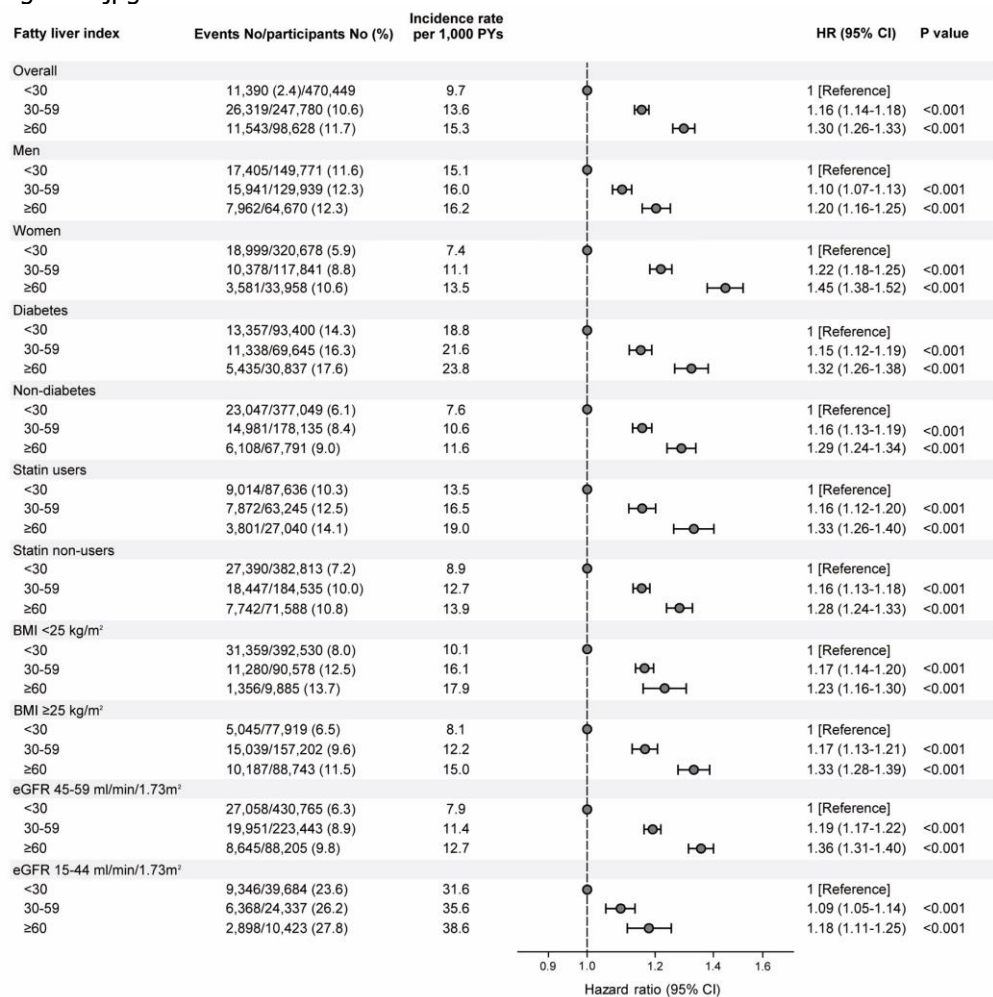 Fatty liver index Events No/participants No (%) Incidence rate per 1,000 PYs HR (95% CI) P value
Overall
<30 11,390 (2.4)/470,449 9.7 1 [Reference]
30-59 26,319/247,780 (10.6) 13.6 1.16 (1.14-1.18) <0.001
≥60 11,543/98,628 (11.7) 15.3 1.30 (1.26-1.33) <0.001
Men
<30 17,405/149,771 (11.6) 15.1 1 [Reference]
30-59 15,941/129,939 (12.3) 16.0 1.10 (1.07-1.13) <0.001
≥60 7,962/64,670 (12.3) 16.2 1.20 (1.16-1.25) <0.001
Women
<30 18,999/320,678 (5.9) 7.4 1 [Reference]
30-59 10,378/117,841 (8.8) 11.1 1.22 (1.18-1.25) <0.001
≥60 3,581/33,958 (10.6) 13.5 1.45 (1.38-1.52) <0.001
Diabetes
<30 13,357/93,400 (14.3) 18.8 1 [Reference]
30-59 11,338/69,645 (16.3) 21.6 1.15 (1.12-1.19) <0.001
≥60 5,435/30,837 (17.6) 23.8 1.32 (1.26-1.38) <0.001
Non-diabetes
<30 23,047/377,049 (6.1) 7.6 1 [Reference]
30-59 14,981/178,135 (8.4) 10.6 1.16 (1.13-1.19) <0.001
≥60 6,108/67,791 (9.0) 11.6 1.29 (1.24-1.34) <0.001
Statin users
<30 9,014/87,636 (10.3) 13.5 1 [Reference]
30-59 7,872/63,245 (12.5) 16.5 1.16 (1.12-1.20) <0.001
≥60 3,801/27,040 (14.1) 19.0 1.33 (1.26-1.40) <0.001
Statin non-users
<30 27,390/382,813 (7.2) 8.9 1 [Reference]
30-59 18,447/184,535 (10.0) 12.7 1.16 (1.13-1.18) <0.001
≥60 7,742/71,588 (10.8) 13.9 1.28 (1.24-1.33) <0.001
BMI <25 kg/m²
<30 31,359/392,530 (8.0) 10.1 1 [Reference]
30-59 11,280/90,578 (12.5) 16.1 1.17 (1.14-1.20) <0.001
≥60 1,356/9,885 (13.7) 17.9 1.23 (1.16-1.30) <0.001
BMI ≥25 kg/m²
<30 5,045/77,919 (6.5) 8.1 1 [Reference]
30-59 15,039/157,202 (9.6) 12.2 1.17 (1.13-1.21) <0.001
≥60 10,187/88,743 (11.5) 15.0 1.33 (1.28-1.39) <0.001
eGFR 45-59 ml/min/1.73m²
<30 27,058/430,765 (6.3) 7.9 1 [Reference]
30-59 19,951/223,443 (8.9) 11.4 1.19 (1.17-1.22) <0.001
≥60 8,645/88,205 (9.8) 12.7 1.36 (1.31-1.40) <0.001
eGFR 15-44 ml/min/1.73m²
<30 9,346/39,684 (23.6) 31.6 1 [Reference]
30-59 6,368/24,337 (26.2) 35.6 1.09 (1.05-1.14) <0.001
≥60 2,898/10,423 (27.8) 38.6 1.18 (1.11-1.25) <0.001
0.9 1.0 1.2 1.4 1.6
Hazard ratio (95% CI)